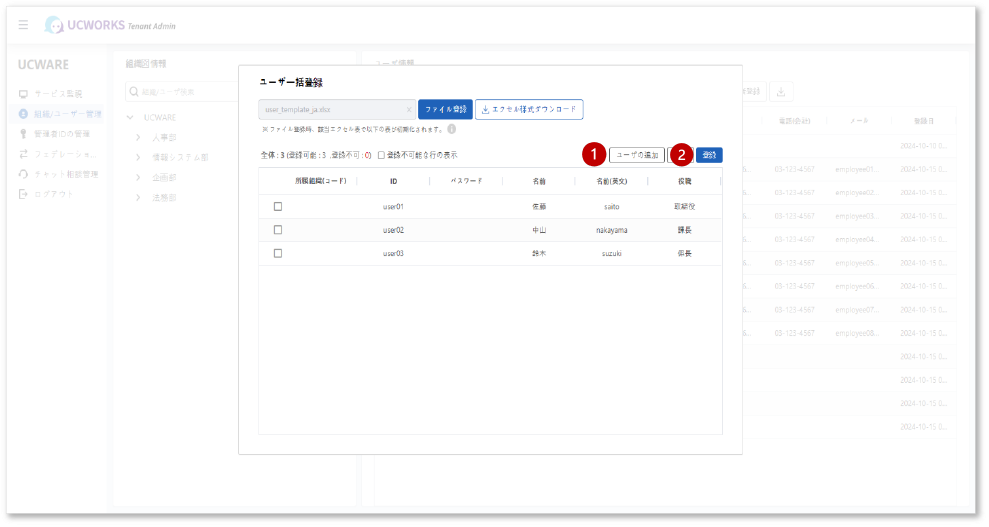 UCWORKS Tenant Admin
UCWARE
サービス監視
組織/ユーザ管理
管理者IDの管理
フェデレーショ...
チャット相談管理
ログアウト
組織別情報
組織/ユーザ検索
UCWARE
人事部
情報システム部
企画部
法務部
ユーザ情報
ユーザ一括登録
user_template_ja.xlsx
ファイル登録
エクセル様式ダウンロード
※ ファイル登録時、該当エクセル表で以下の表が初期化されます。
全体 : 3 (登録可能 : 3 , 登録不可 : 0) 登録不可能な行の表示
1 ユーザの追加 2 登録
所属組織(コード) ID パスワード 名前 名前(英文) 役職
user01 佐藤 saito 取締役
user02 中山 nakayama 課長
user03 鈴木 suzuki 係長
電話(会社) メール 登録日
2024-10-10 0...
03-123-4567 employee01... 2024-10-15 0...
03-123-4567 employee02... 2024-10-15 0...
03-123-4567 employee03... 2024-10-15 0...
03-123-4567 employee04... 2024-10-15 0...
03-123-4567 employee05... 2024-10-15 0...
03-123-4567 employee06... 2024-10-15 0...
03-123-4567 employee07... 2024-10-15 0...
03-123-4567 employee08... 2024-10-15 0...
2024-10-15 0...
2024-10-15 0...
2024-10-15 0...
2024-10-15 0...